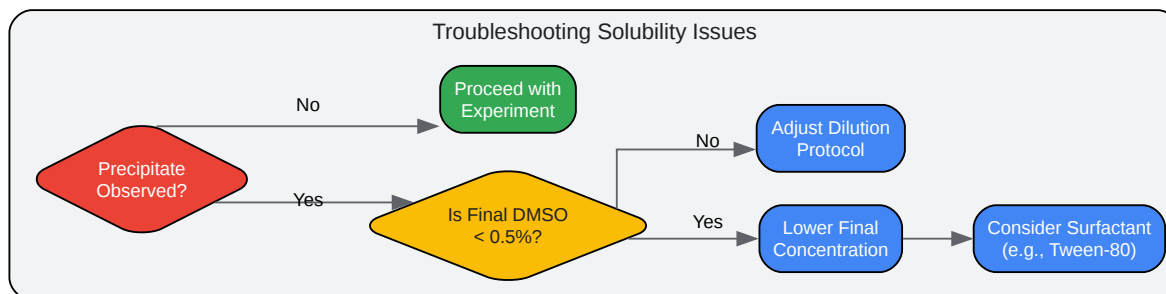 Troubleshooting Solubility Issues
Proceed with
Experiment
No
Adjust Dilution
Protocol
No
Precipitate
Observed?
Yes
Is Final DMSO
< 0.5%?
Yes
Lower Final
Concentration
Consider Surfactant
(e.g., Tween-80)